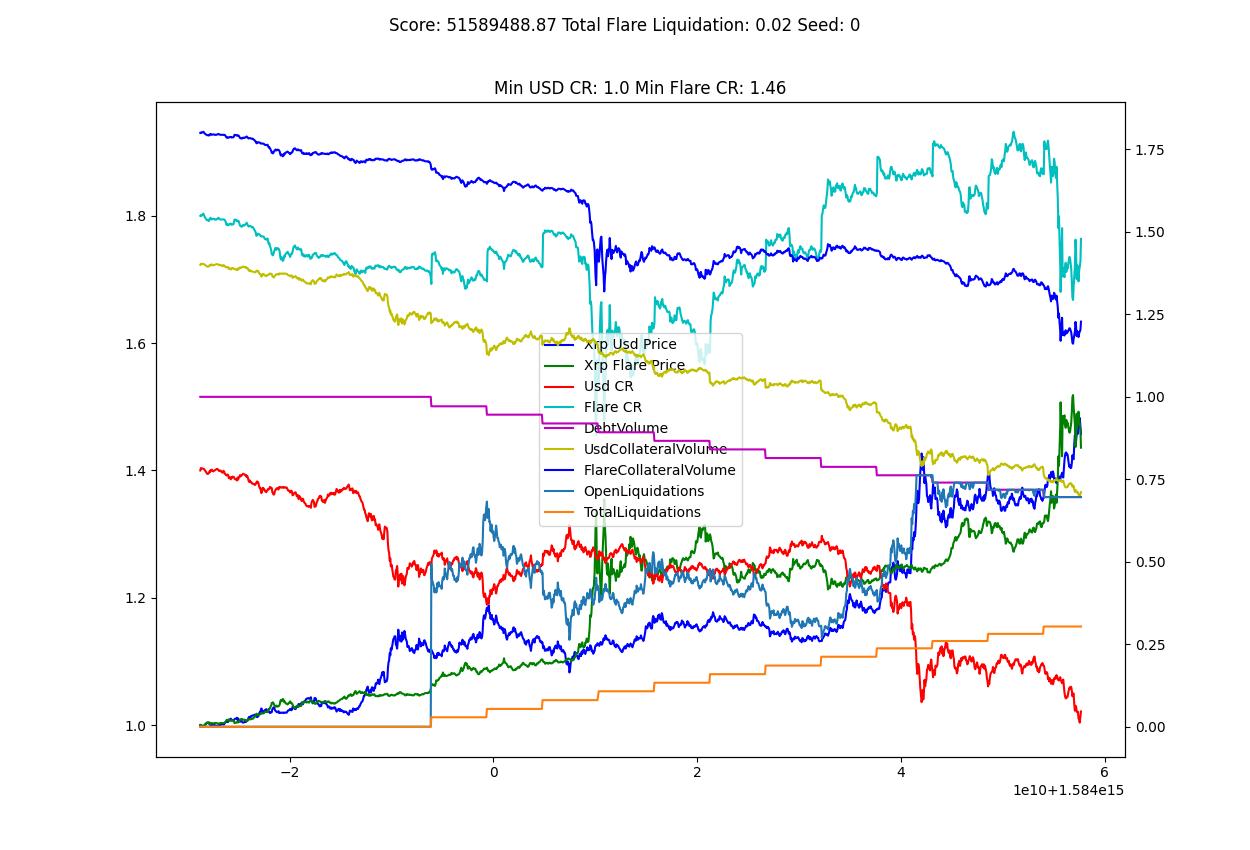 Score: 51589488.87 Total Flare Liquidation: 0.02 Seed: 0
Min USD CR: 1.0 Min Flare CR: 1.46
1.8
1.6
1.4
1.2
1.0
1.75
1.50
1.25
1.00
0.75
0.50
0.25
0.00
Xrp Usd Price
Xrp Flare Price
Usd CR
Flare CR
DebtVolume
UsdCollateralVolume
FlareCollateralVolume
OpenLiquidations
TotalLiquidations
−2
0
2
4
6
1e10+1.584e15